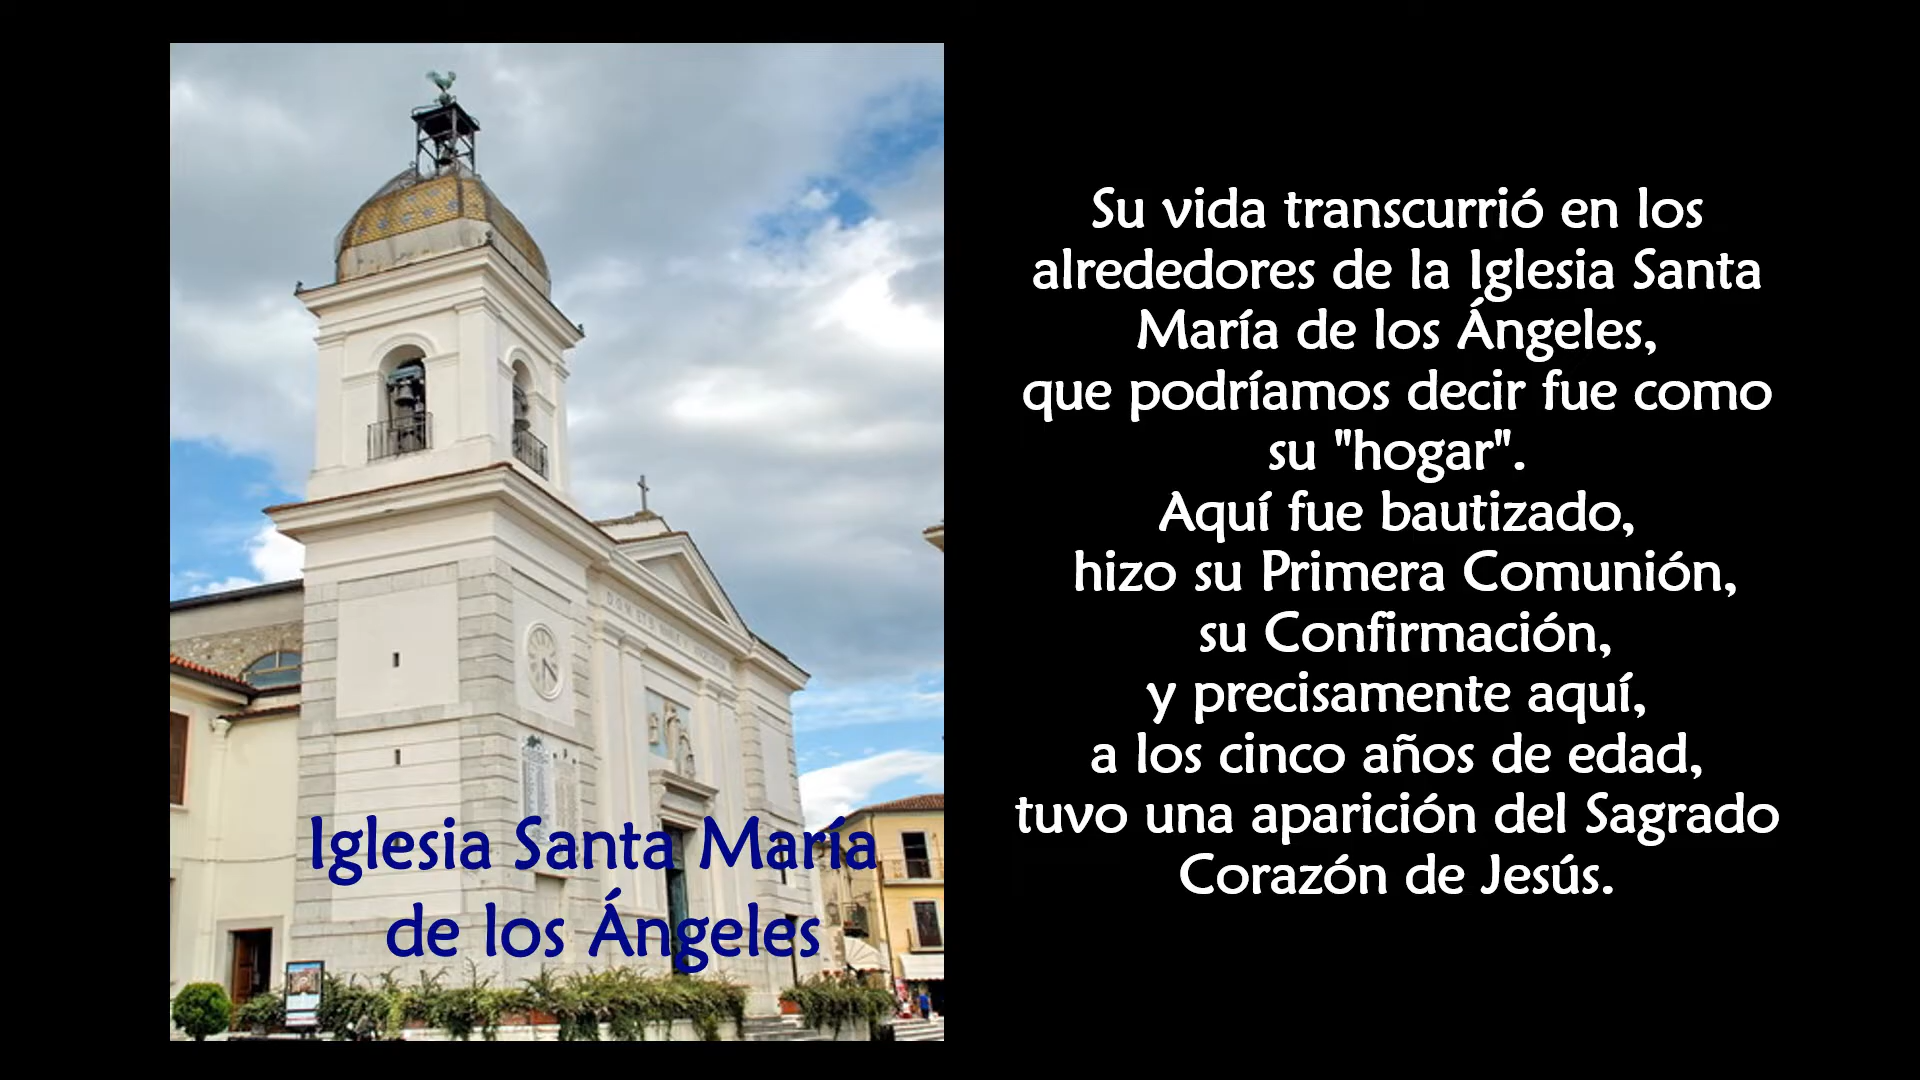 Su vida transcurrió en los
alrededores de la Iglesia Santa
María de los Ángeles,
que podríamos decir fue como
su "hogar".
Aquí fue bautizado,
hizo su Primera Comunión,
su Confirmación,
y precisamente aquí,
a los cinco años de edad,
tuvo una aparición del Sagrado
Corazón de Jesús.
Iglesia Santa María
de los Ángeles